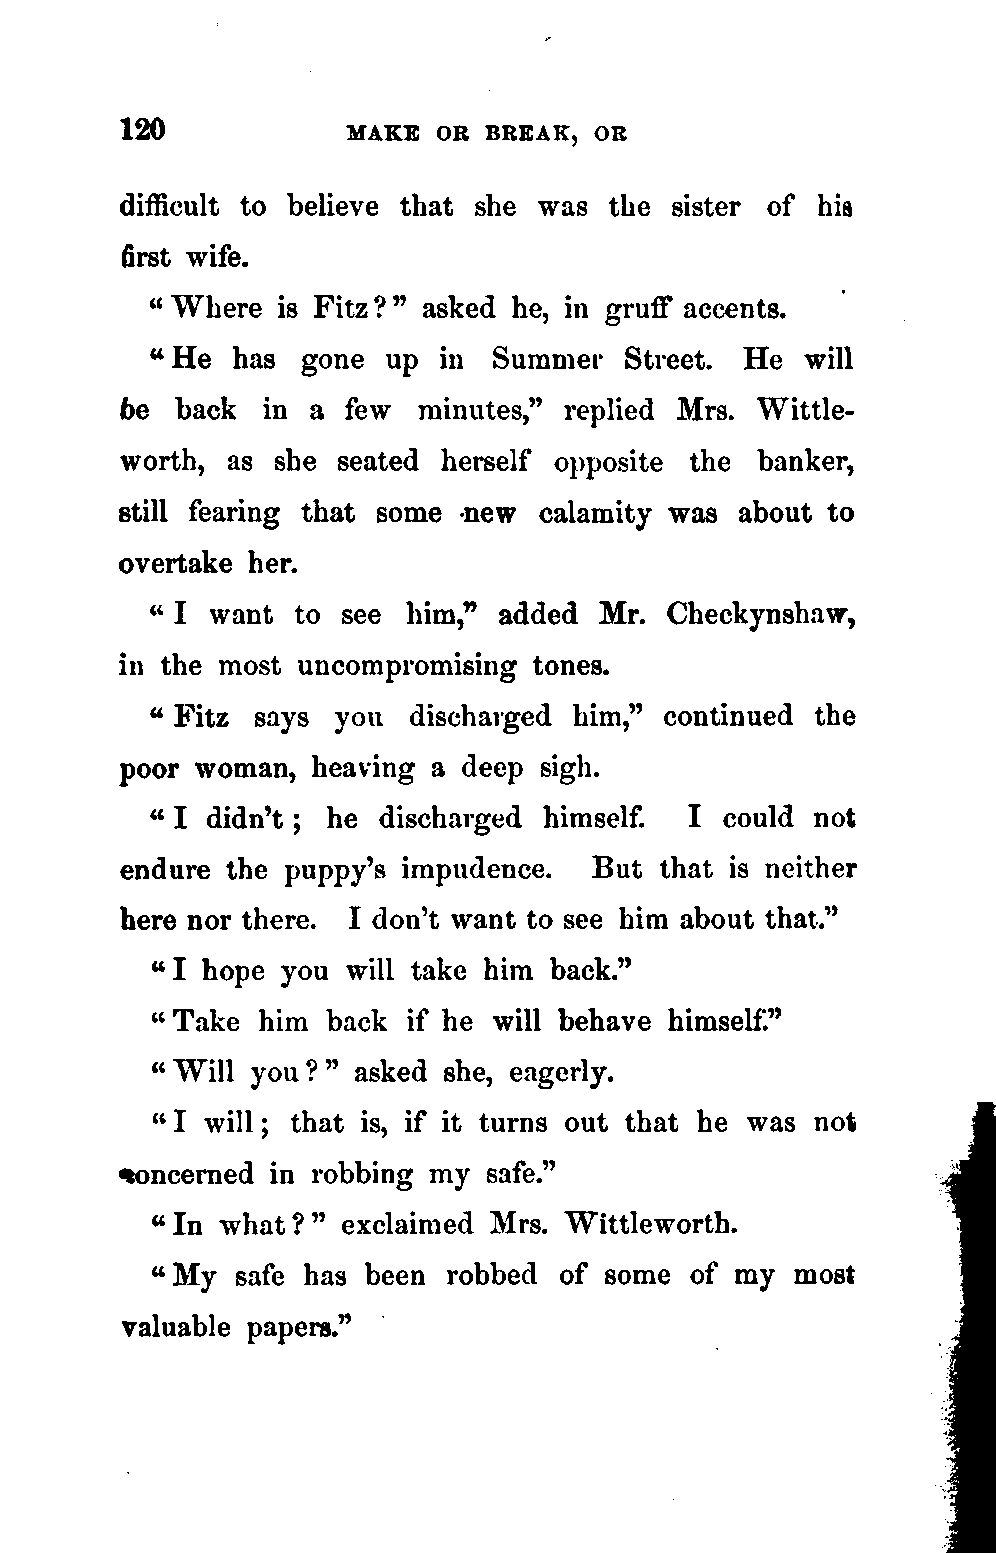 120 MAKE OR BREAK, OR
difficult to believe that she was the sister of his
first wife.
“Where is Fitz?” asked he, in gruff accents.
“He has gone up in Summer Street. He will
be back in a few minutes,” replied Mrs. Wittle-
worth, as she seated herself opposite the banker,
still fearing that some new calamity was about to
overtake her.
“I want to see him,” added Mr. Checkynshaw,
in the most uncompromising tones.
“Fitz says you discharged him,” continued the
poor woman, heaving a deep sigh.
“I didn’t; he discharged himself. I could not
endure the puppy’s impudence. But that is neither
here nor there. I don’t want to see him about that.”
“I hope you will take him back.”
“Take him back if he will behave himself.”
“Will you?” asked she, eagerly.
“I will; that is, if it turns out that he was not
concerned in robbing my safe.”
“In what?” exclaimed Mrs. Wittleworth.
“My safe has been robbed of some of my most
valuable papers.”